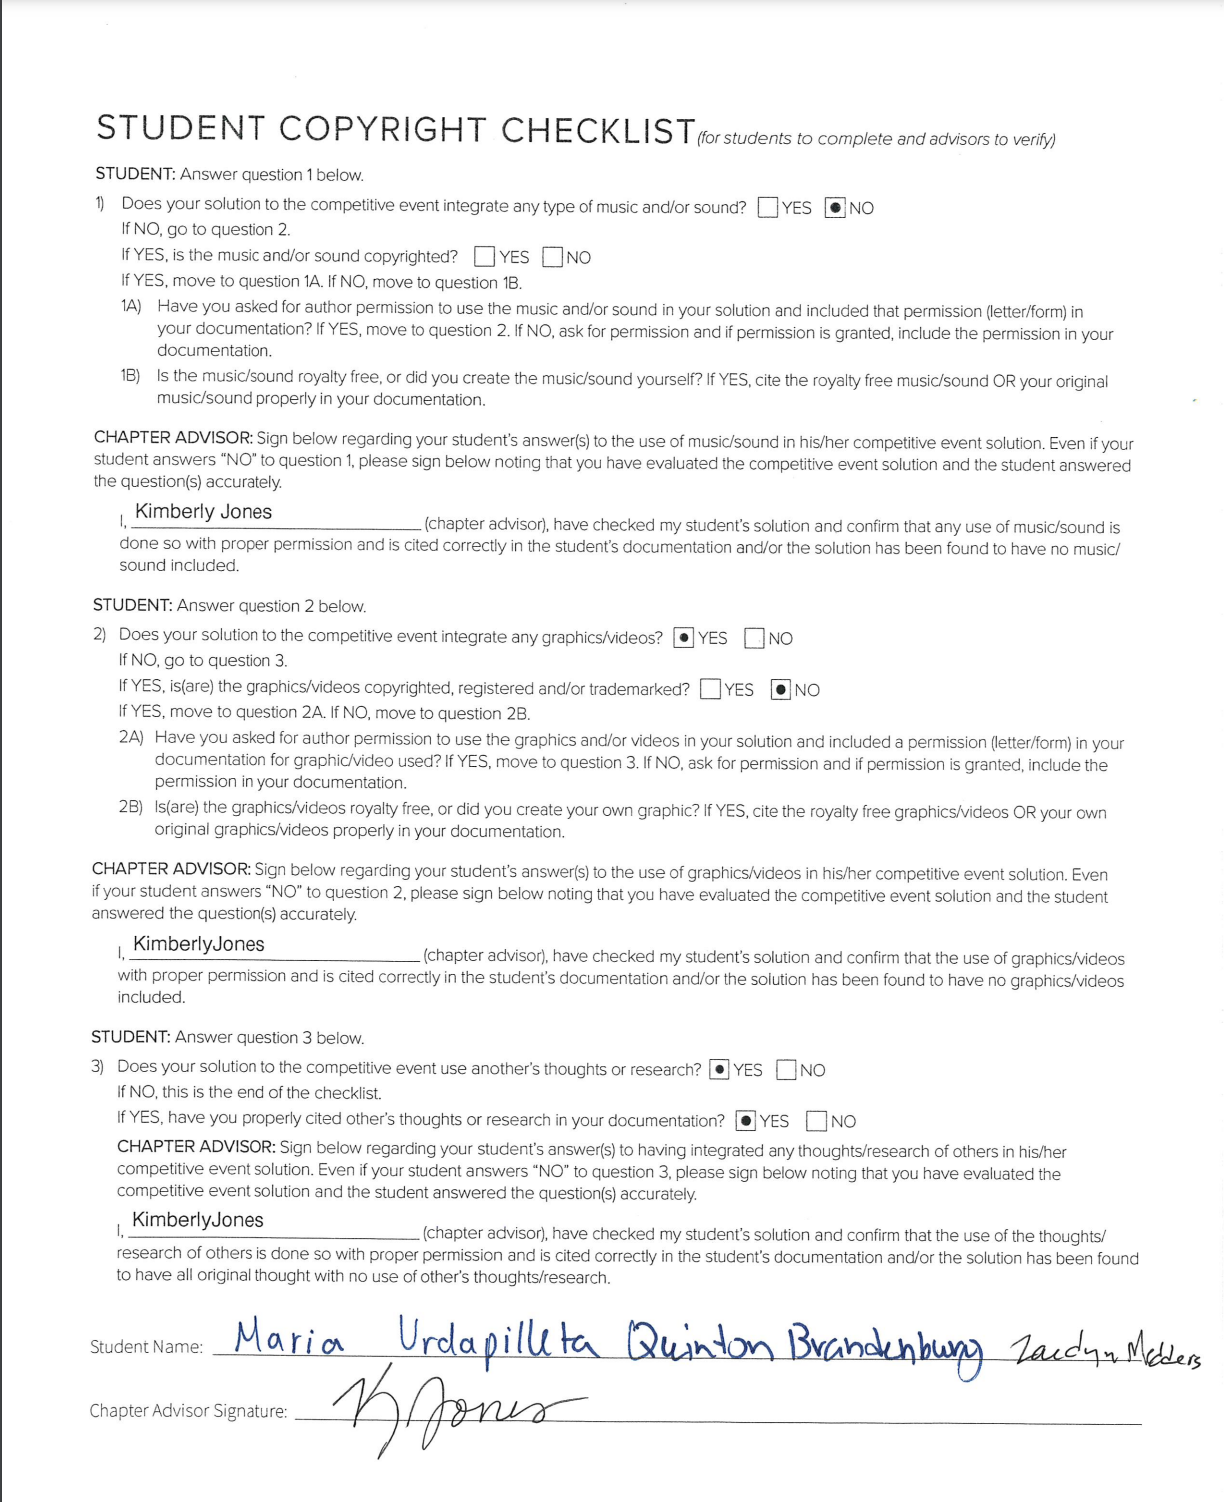 STUDENT COPYRIGHT CHECKLIST (for students to complete and advisors to verify)
STUDENT: Answer question 1 below.
1) Does your solution to the competitive event integrate any type of music and/or sound? YES NO
If NO, go to question 2.
If YES, is the music and/or sound copyrighted? YES NO
If YES, move to question 1A. If NO, move to question 1B.
1A) Have you asked for author permission to use the music and/or sound in your solution and included that permission (letter/form) in
your documentation? If YES, move to question 2. If NO, ask for permission and if permission is granted, include the permission in your
documentation.
1B) Is the music/sound royalty free, or did you create the music/sound yourself? If YES, cite the royalty free music/sound OR your original
music/sound properly in your documentation.
CHAPTER ADVISOR: Sign below regarding your student's answer(s) to the use of music/sound in his/her competitive event solution. Even if your
student answers "NO" to question 1, please sign below noting that you have evaluated the competitive event solution and the student answered
the question(s) accurately.
I, Kimberly Jones (chapter advisor), have checked my student's solution and confirm that any use of music/sound is
done so with proper permission and is cited correctly in the student's documentation and/or the solution has been found to have no music/
sound included.
STUDENT: Answer question 2 below.
2) Does your solution to the competitive event integrate any graphics/videos? YES NO
If NO, go to question 3.
If YES, is(are) the graphics/videos copyrighted, registered and/or trademarked? YES NO
If YES, move to question 2A. If NO, move to question 2B.
2A) Have you asked for author permission to use the graphics and/or videos in your solution and included a permission (letter/form) in your
documentation for graphic/video used? If YES, move to question 3. If NO, ask for permission and if permission is granted, include the
permission in your documentation.
2B) Is(are) the graphics/videos royalty free, or did you create your own graphic? If YES, cite the royalty free graphics/videos OR your own
original graphics/videos properly in your documentation.
CHAPTER ADVISOR: Sign below regarding your student's answer(s) to the use of graphics/videos in his/her competitive event solution. Even
if your student answers "NO" to question 2, please sign below noting that you have evaluated the competitive event solution and the student
answered the question(s) accurately.
I, KimberlyJones (chapter advisor), have checked my student's solution and confirm that the use of graphics/videos
with proper permission and is cited correctly in the student's documentation and/or the solution has been found to have no graphics/videos
included.
STUDENT: Answer question 3 below.
3) Does your solution to the competitive event use another's thoughts or research? YES NO
If NO, this is the end of the checklist.
If YES, have you properly cited other's thoughts or research in your documentation? YES NO
CHAPTER ADVISOR: Sign below regarding your student's answer(s) to having integrated any thoughts/research of others in his/her
competitive event solution. Even if your student answers "NO" to question 3, please sign below noting that you have evaluated the
competitive event solution and the student answered the question(s) accurately.
I, KimberlyJones (chapter advisor), have checked my student's solution and confirm that the use of the thoughts/
research of others is done so with proper permission and is cited correctly in the student's documentation and/or the solution has been found
to have all original thought with no use of other's thoughts/research.
Student Name: Maria Urdapilleta Quinton Brandenburg Zaedyn Medders
Chapter Advisor Signature: K Jones